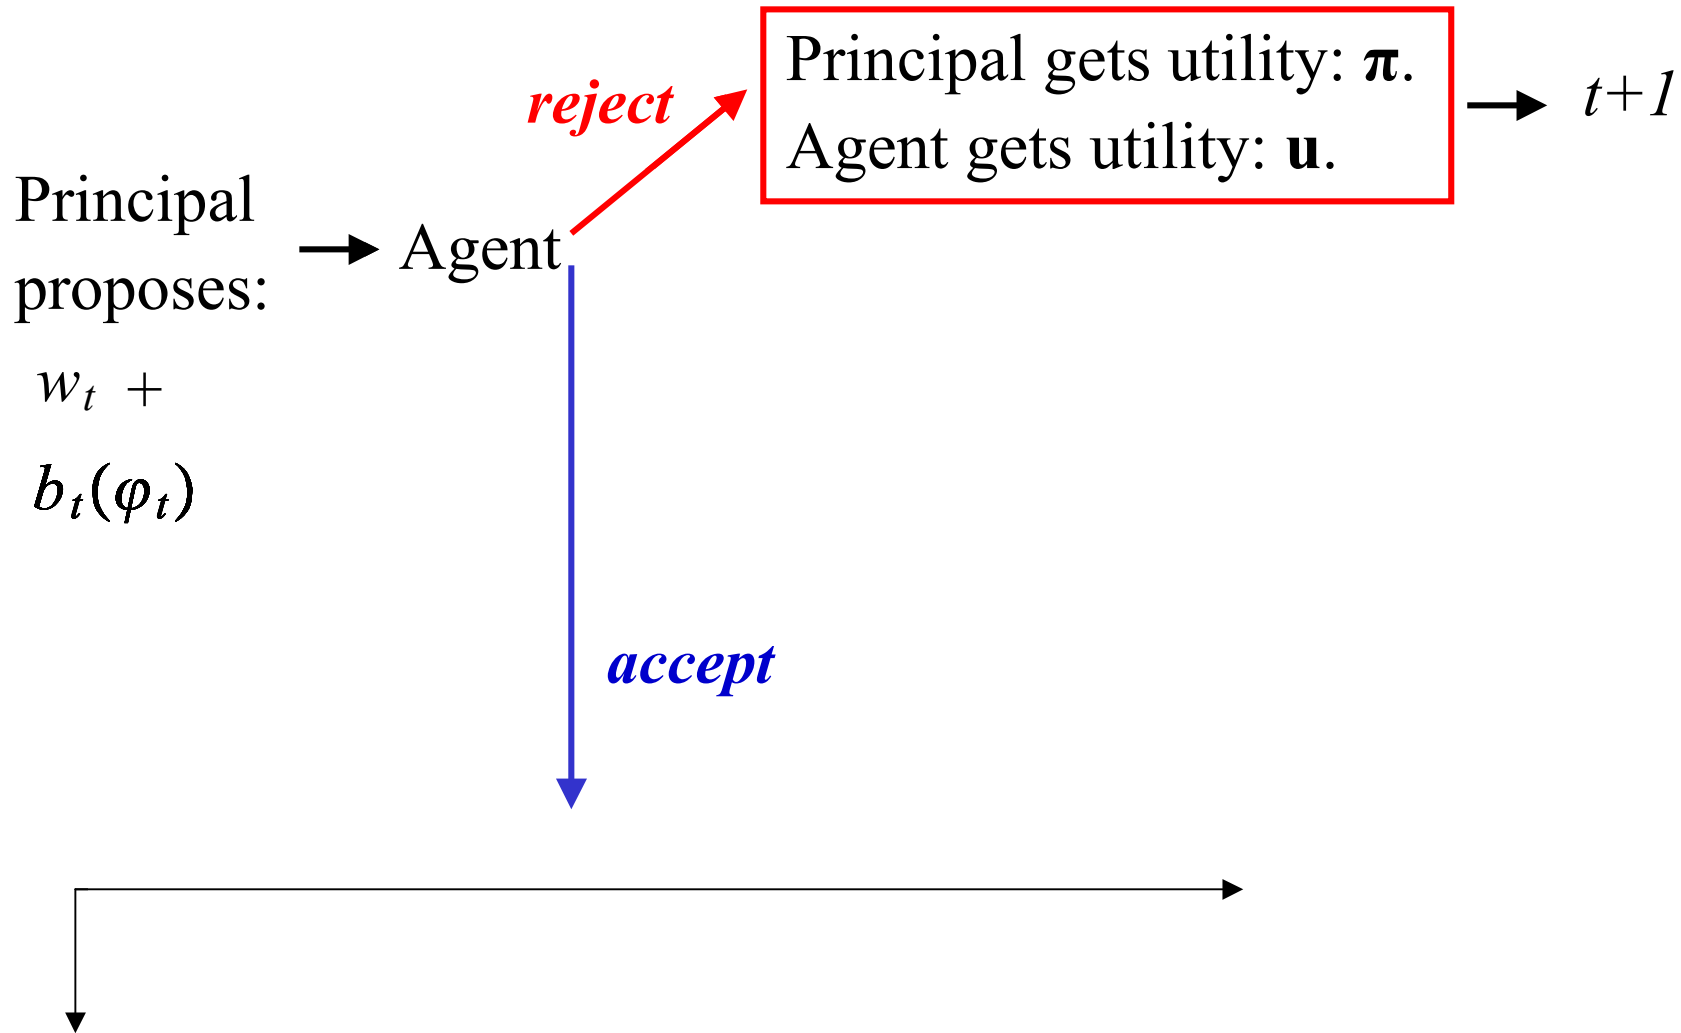 Principal gets utility: π.
Agent gets utility: u.
t+1
reject
Principal
proposes:
w_t +
b_t(φ_t)
Agent
accept